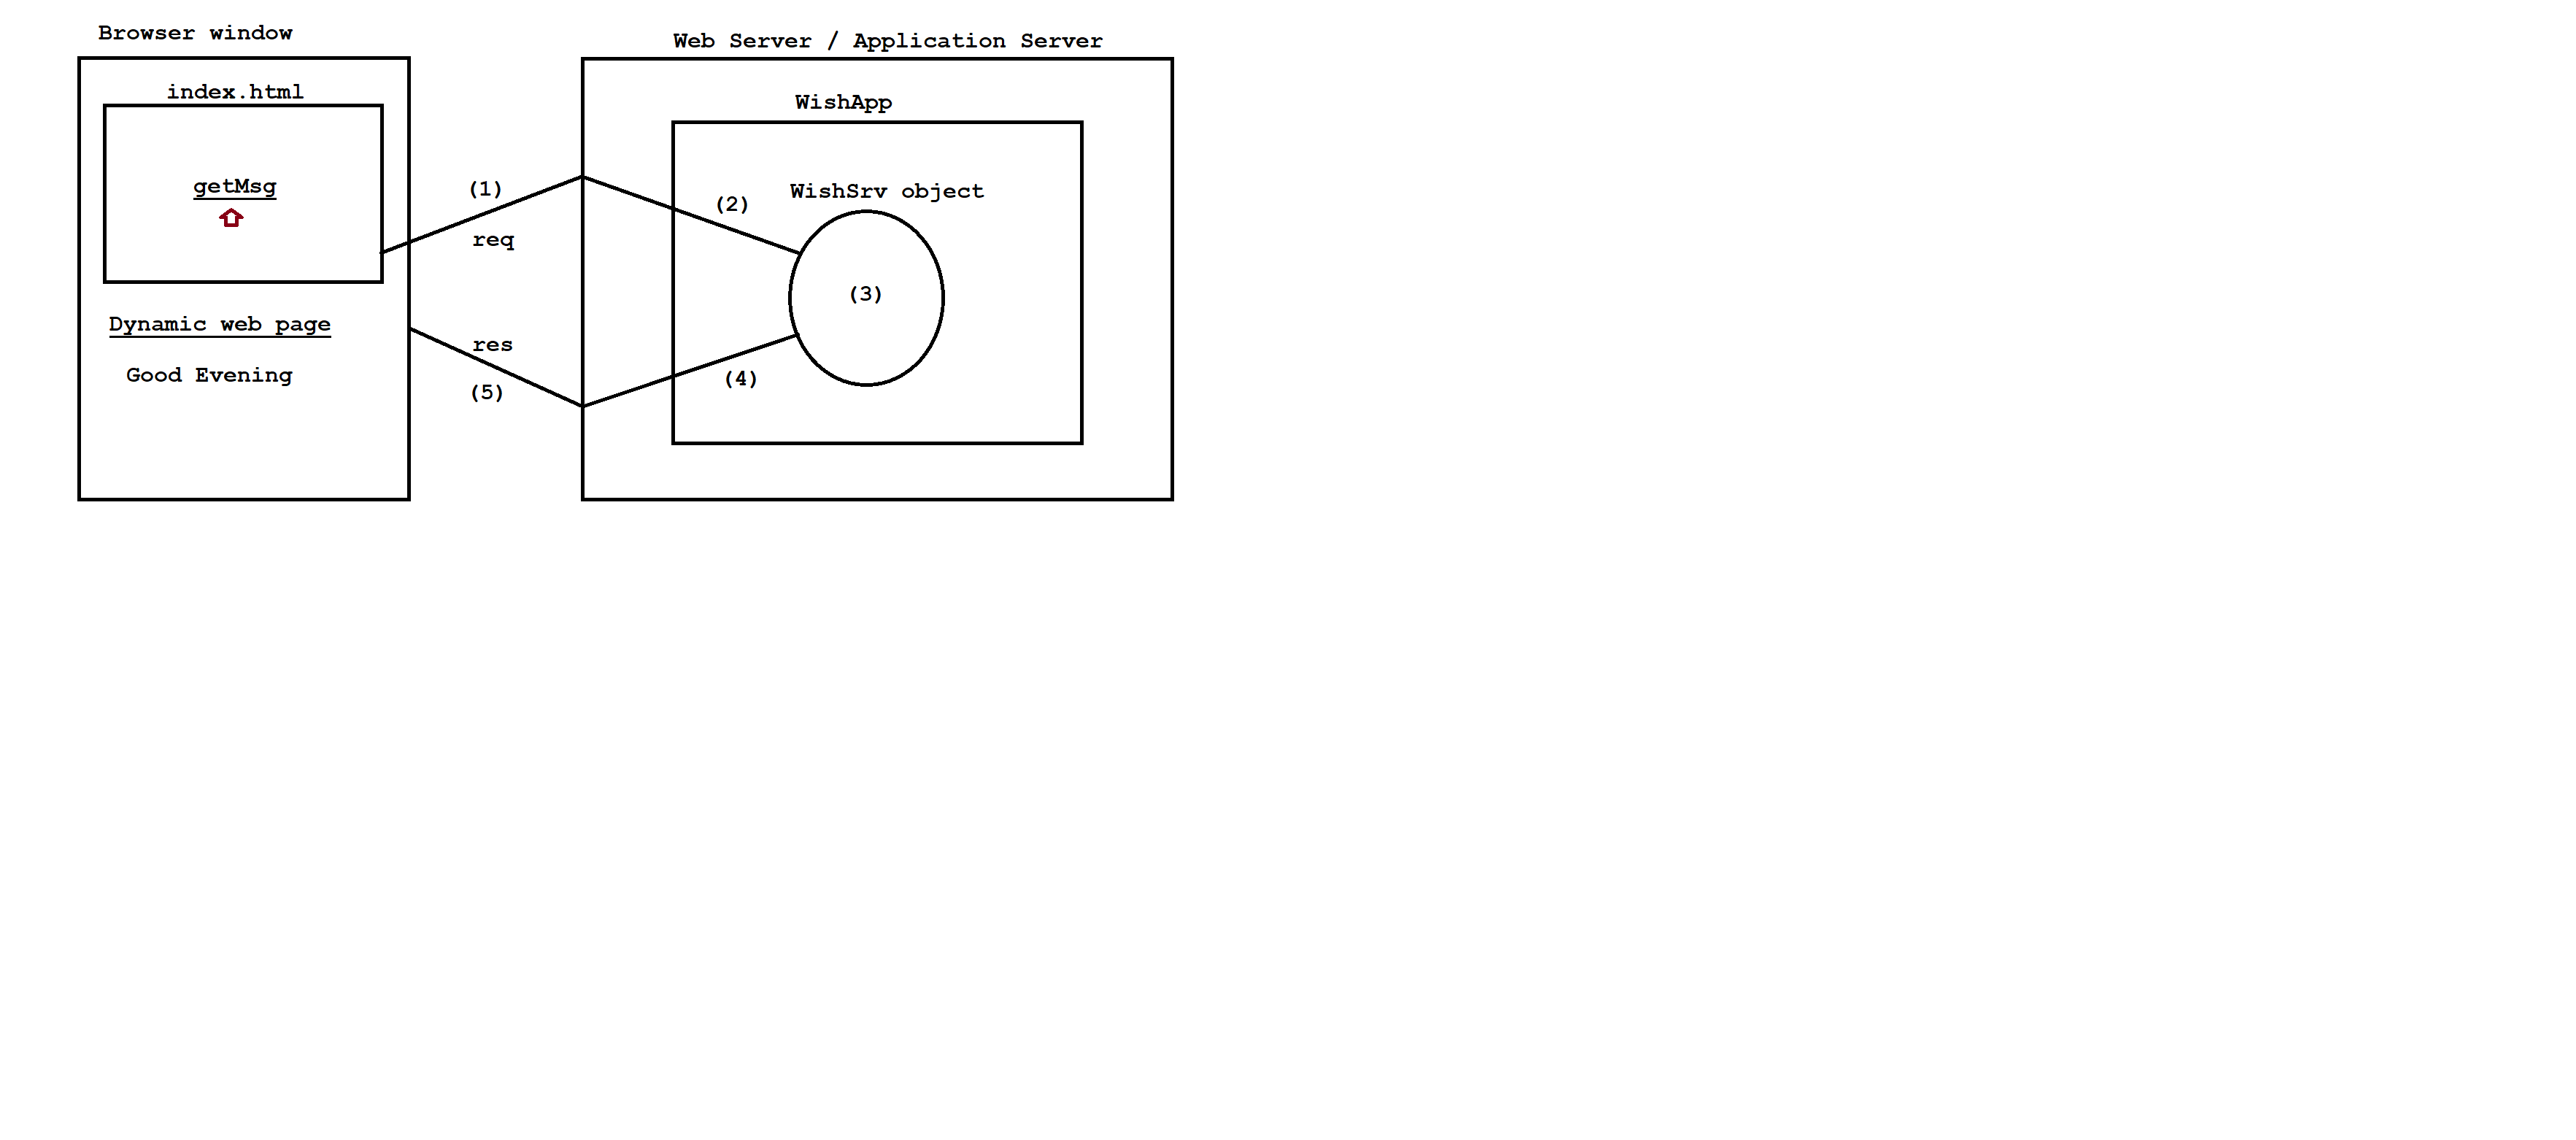 Browser window
index.html
getMsg
Dynamic web page
Good Evening
(1)
req
res
(5)
Web Server / Application Server
WishApp
(2)
WishSrv object
(3)
(4)